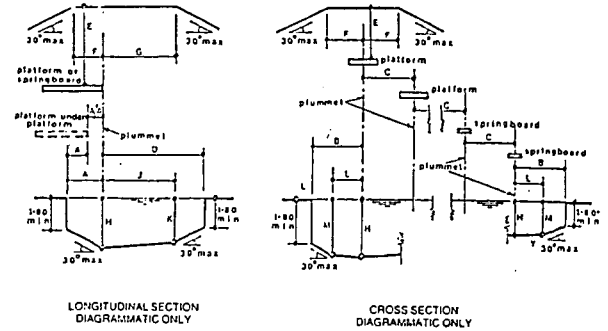 E
30° max
F
G
30° max
platform or
springboard
A/A
platform under
platform
plummet
A
D
A
J
1·80
min
H
K
1·80
min
30° max
30° max
LONGITUDINAL SECTION
DIAGRAMMATIC ONLY
E
30° max
F
F
30° max
platform
C
platform
plummet
C
springboard
C
springboard
B
plummet
B
L
L
L
1·80
min
M
H
H
M
1·80
min
30° max
30° max
CROSS SECTION
DIAGRAMMATIC ONLY